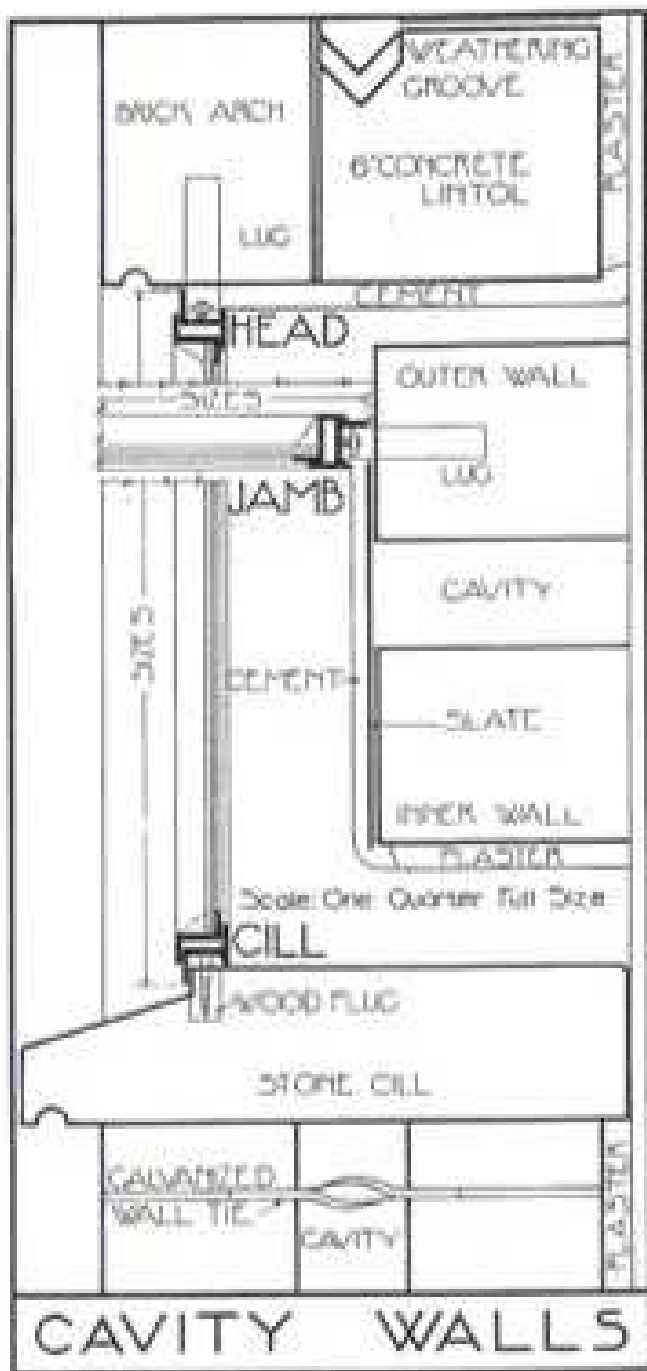 WEATHERING
GROOVE
PLASTER
BRICK ARCH
6"CONCRETE
LINTOL
LUG
CEMENT
HEAD
OUTER WALL
SIZES
LUG
JAMB
CAVITY
SIZES
CEMENT
SLATE
INNER WALL
PLASTER
Scale: One Quarter Full Size
CILL
WOOD PLUG
STONE CILL
GALVANIZED
WALL TIE
CAVITY
PLASTER
CAVITY WALLS